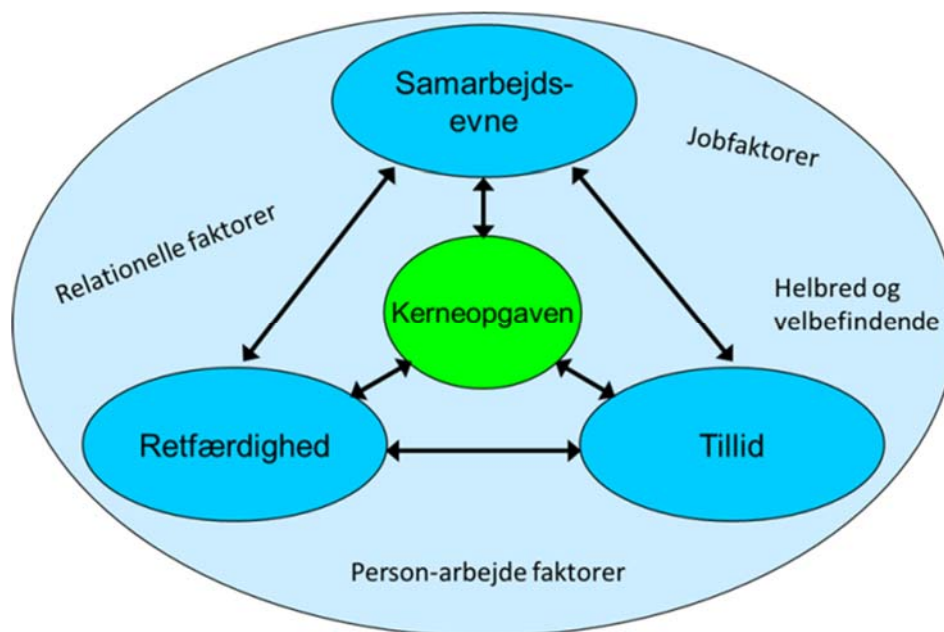 Samarbejds-
evne
Jobfaktorer
Relationelle faktorer
Helbred og
velbefindende
Kerneopgaven
Retfærdighed
Tillid
Person-arbejde faktorer